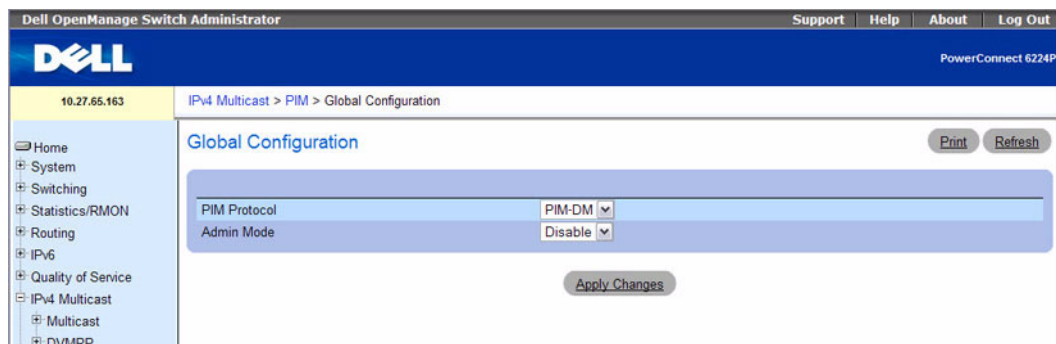 Dell OpenManage Switch Administrator
Support Help About Log Out
DELL
PowerConnect 6224P
10.27.65.163
IPv4 Multicast > PIM > Global Configuration
Home
System
Switching
Statistics/RMON
Routing
IPv6
Quality of Service
IPv4 Multicast
Multicast
DVMRP
Global Configuration
Print Refresh
PIM Protocol PIM-DM
Admin Mode Disable
Apply Changes